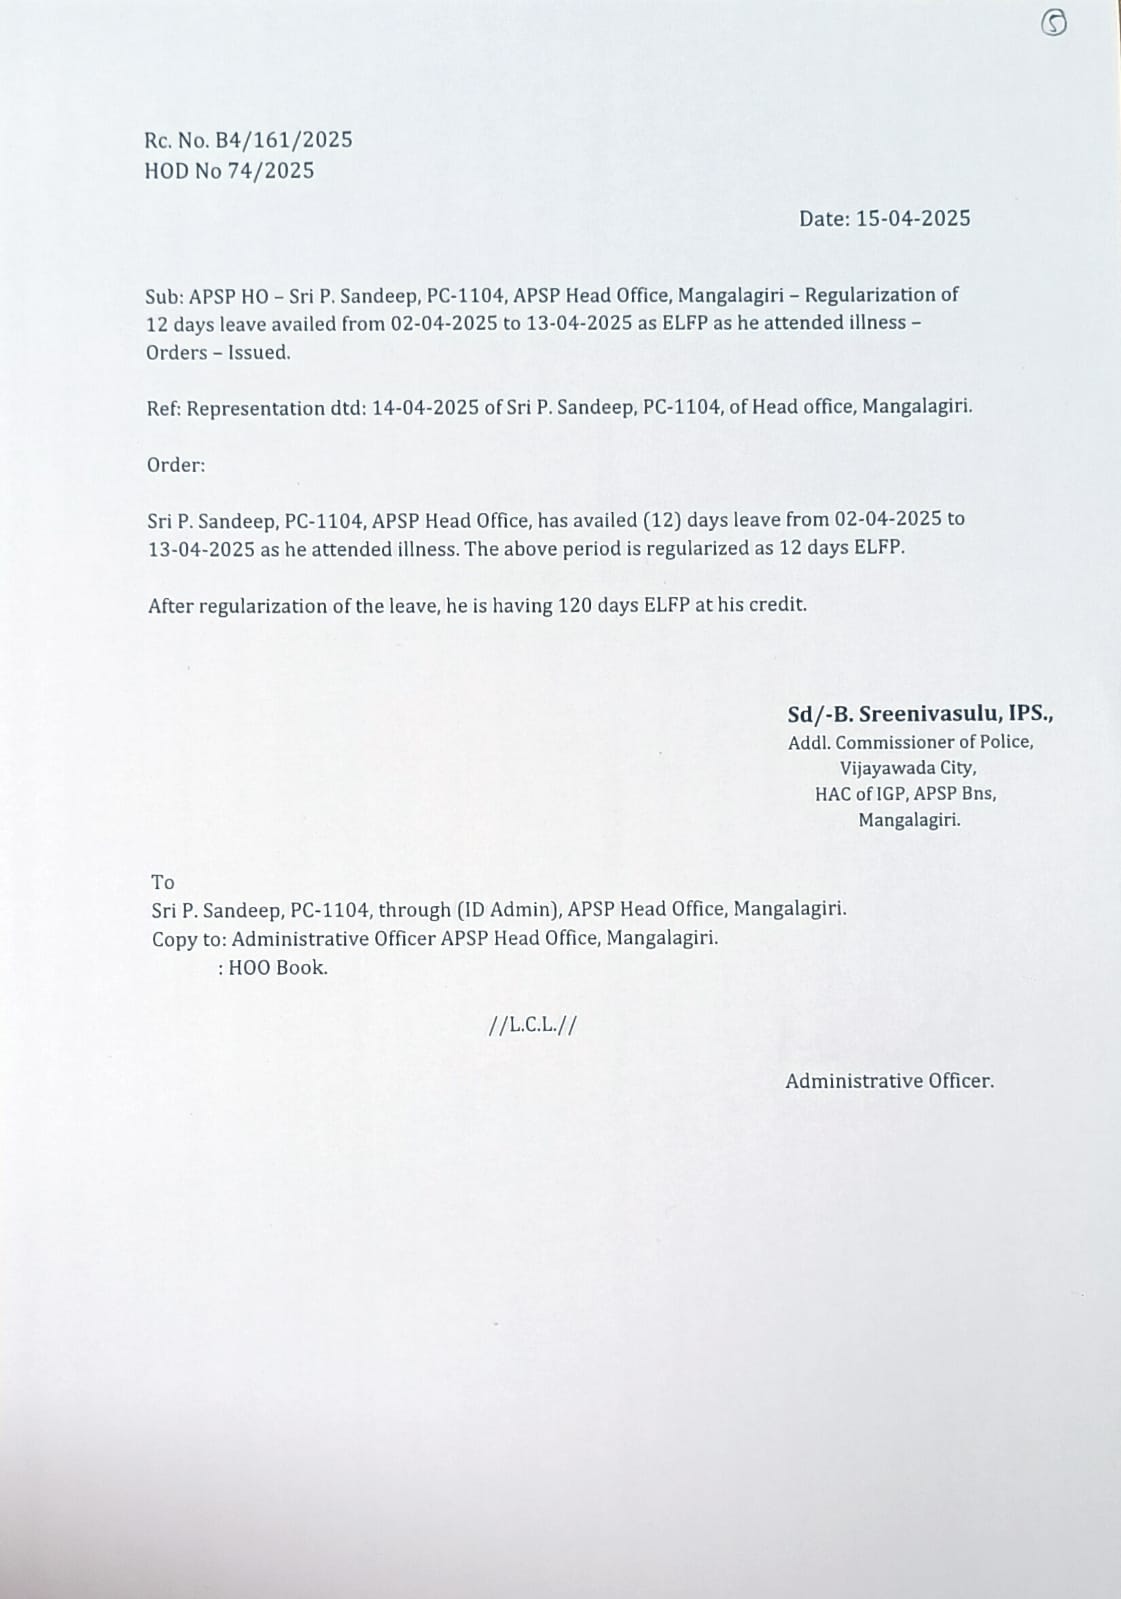 5
Rc. No. B4/161/2025
HOD No 74/2025
Date: 15-04-2025
Sub: APSP HO – Sri P. Sandeep, PC-1104, APSP Head Office, Mangalagiri – Regularization of
12 days leave availed from 02-04-2025 to 13-04-2025 as ELFP as he attended illness –
Orders – Issued.
Ref: Representation dtd: 14-04-2025 of Sri P. Sandeep, PC-1104, of Head office, Mangalagiri.
Order:
Sri P. Sandeep, PC-1104, APSP Head Office, has availed (12) days leave from 02-04-2025 to
13-04-2025 as he attended illness. The above period is regularized as 12 days ELFP.
After regularization of the leave, he is having 120 days ELFP at his credit.
Sd/-B. Sreenivasulu, IPS.,
Addl. Commissioner of Police,
Vijayawada City,
HAC of IGP, APSP Bns,
Mangalagiri.
To
Sri P. Sandeep, PC-1104, through (ID Admin), APSP Head Office, Mangalagiri.
Copy to: Administrative Officer APSP Head Office, Mangalagiri.
: HOO Book.
//L.C.L.//
Administrative Officer.